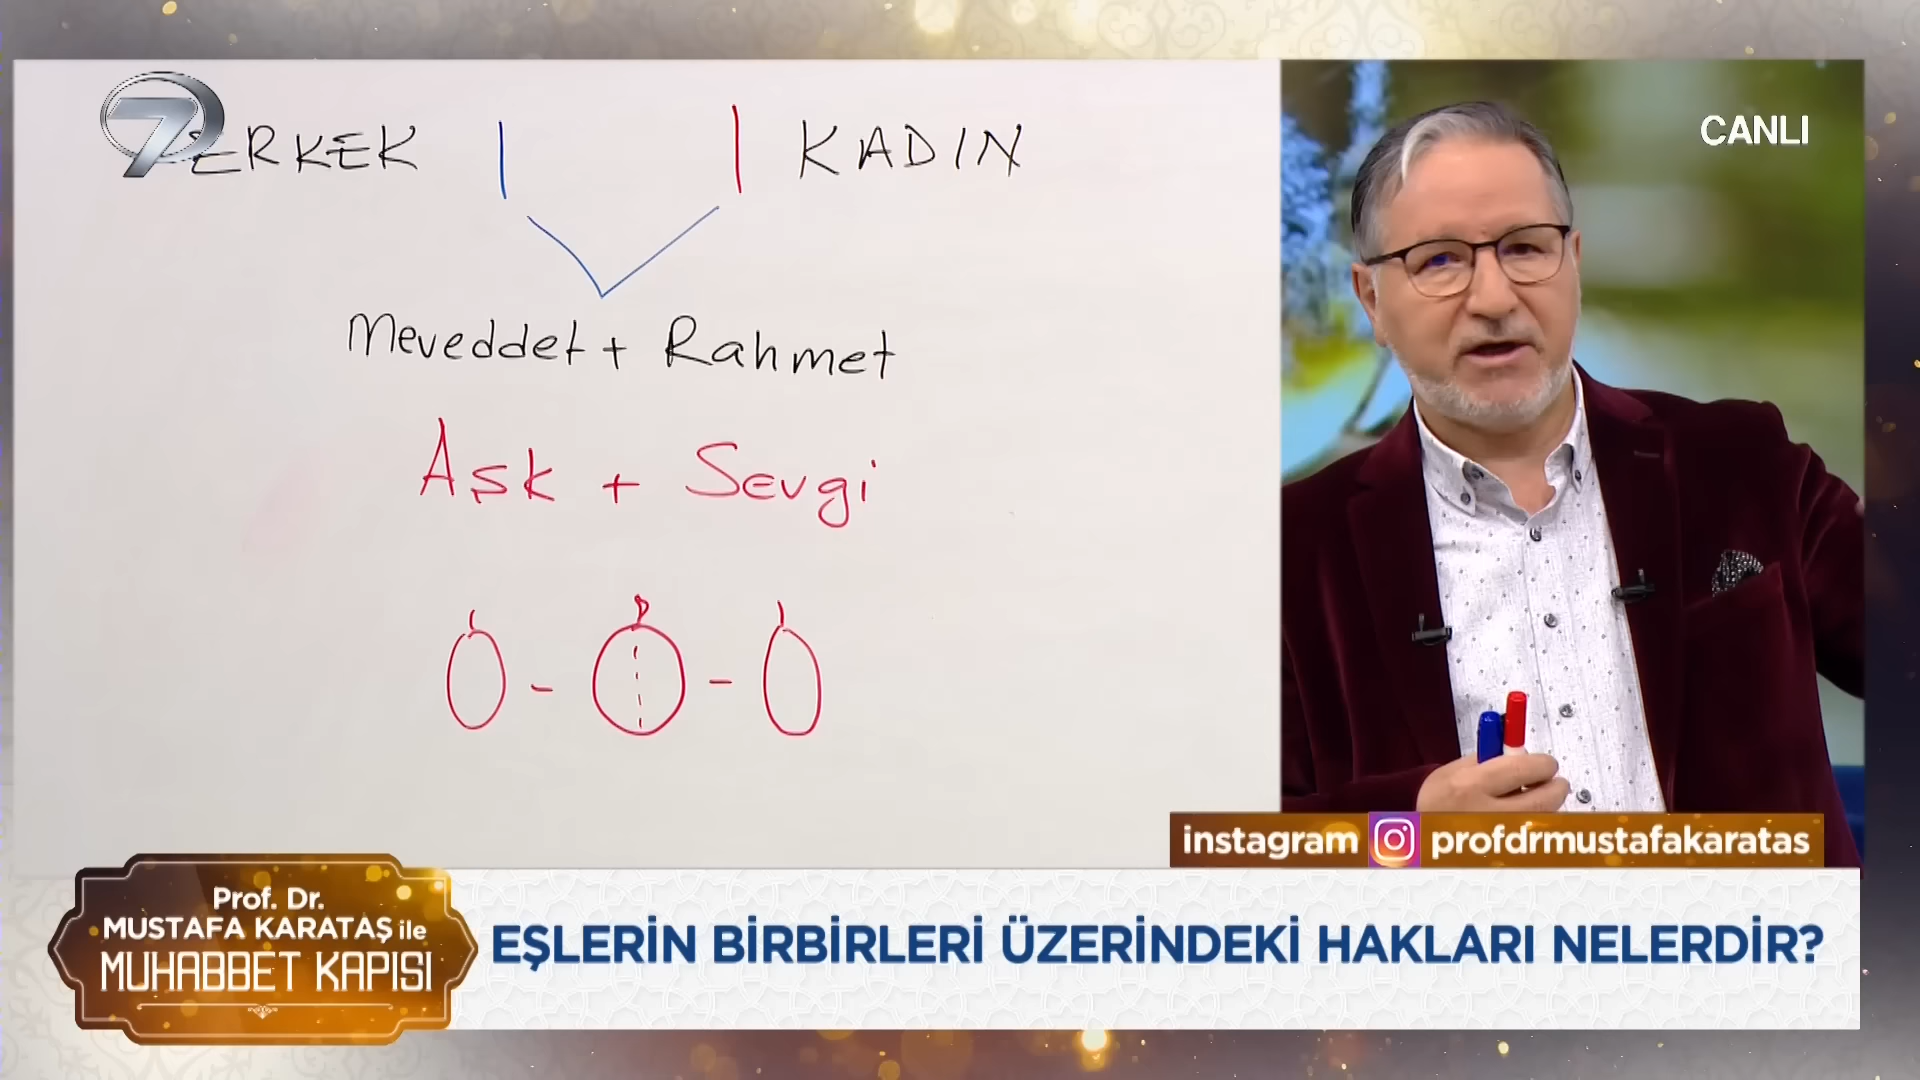 7
ERKEK | | KADIN
CANLI
Meveddet + Rahmet
Aşk + Sevgi
instagram profdrmustafakaratas
Prof. Dr.
MUSTAFA KARATAŞ ile
MUHABBET KAPISI
EŞLERİN BİRBİRLERİ ÜZERİNDEKİ HAKLARI NELERDİR?